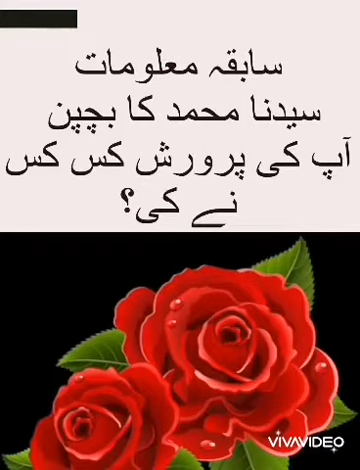 سابقہ معلومات
سیدنا محمد کا بچپن
آپ کی پرورش کس کس
نے کی؟
VIVAVIDEO